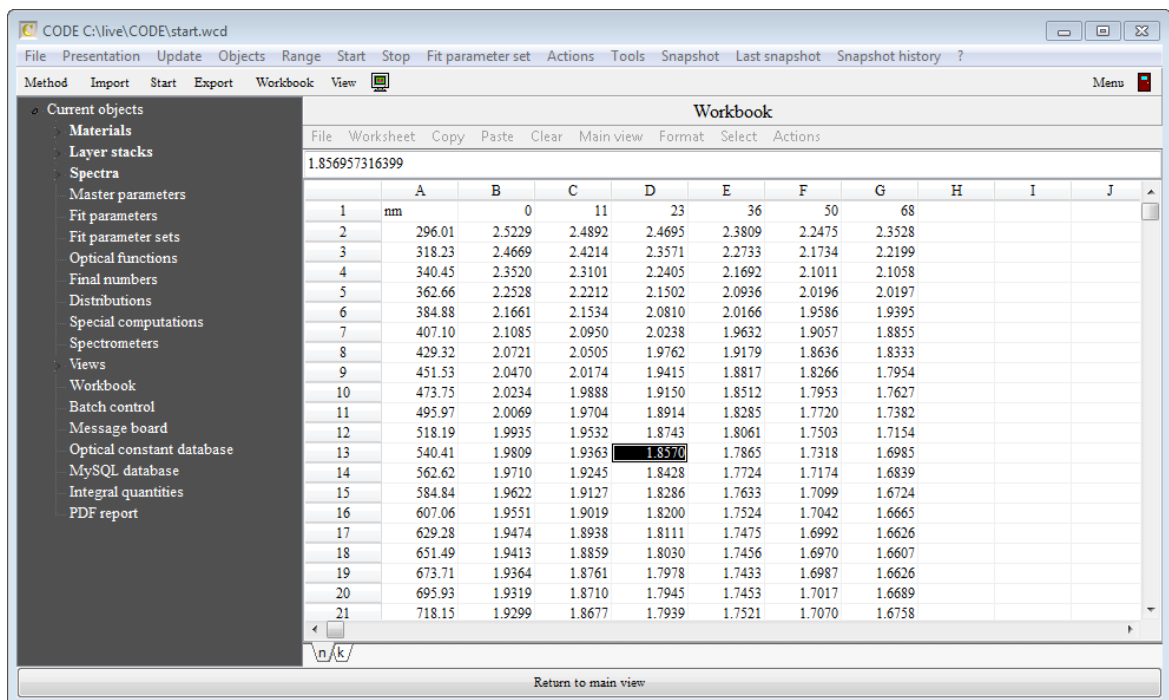 CODE C:\live\CODE\start.wcd
File Presentation Update Objects Range Start Stop Fit parameter set Actions Tools Snapshot Last snapshot Snapshot history ?
Method Import Start Export Workbook View Menu
Current objects
Materials
Layer stacks
Spectra
Master parameters
Fit parameters
Fit parameter sets
Optical functions
Final numbers
Distributions
Special computations
Spectrometers
Views
Workbook
Batch control
Message board
Optical constant database
MySQL database
Integral quantities
PDF report
Workbook
File Worksheet Copy Paste Clear Main view Format Select Actions
1.856957316399
A B C D E F G H I J
1 nm 0 11 23 36 50 68
2 296.01 2.5229 2.4892 2.4695 2.3809 2.2475 2.3528
3 318.23 2.4669 2.4214 2.3571 2.2733 2.1734 2.2199
4 340.45 2.3520 2.3101 2.2405 2.1692 2.1011 2.1058
5 362.66 2.2528 2.2212 2.1502 2.0936 2.0196 2.0197
6 384.88 2.1661 2.1534 2.0810 2.0166 1.9586 1.9395
7 407.10 2.1085 2.0950 2.0238 1.9632 1.9057 1.8855
8 429.32 2.0721 2.0505 1.9762 1.9179 1.8636 1.8333
9 451.53 2.0470 2.0174 1.9415 1.8817 1.8266 1.7954
10 473.75 2.0234 1.9888 1.9150 1.8512 1.7953 1.7627
11 495.97 2.0069 1.9704 1.8914 1.8285 1.7720 1.7382
12 518.19 1.9935 1.9532 1.8743 1.8061 1.7503 1.7154
13 540.41 1.9809 1.9363 1.8570 1.7865 1.7318 1.6985
14 562.62 1.9710 1.9245 1.8428 1.7724 1.7174 1.6839
15 584.84 1.9622 1.9127 1.8286 1.7633 1.7099 1.6724
16 607.06 1.9551 1.9019 1.8200 1.7524 1.7042 1.6665
17 629.28 1.9474 1.8938 1.8111 1.7475 1.6992 1.6626
18 651.49 1.9413 1.8859 1.8030 1.7456 1.6970 1.6607
19 673.71 1.9364 1.8761 1.7978 1.7433 1.6987 1.6626
20 695.93 1.9319 1.8710 1.7945 1.7453 1.7017 1.6689
21 718.15 1.9299 1.8677 1.7939 1.7521 1.7070 1.6758
n k
Return to main view